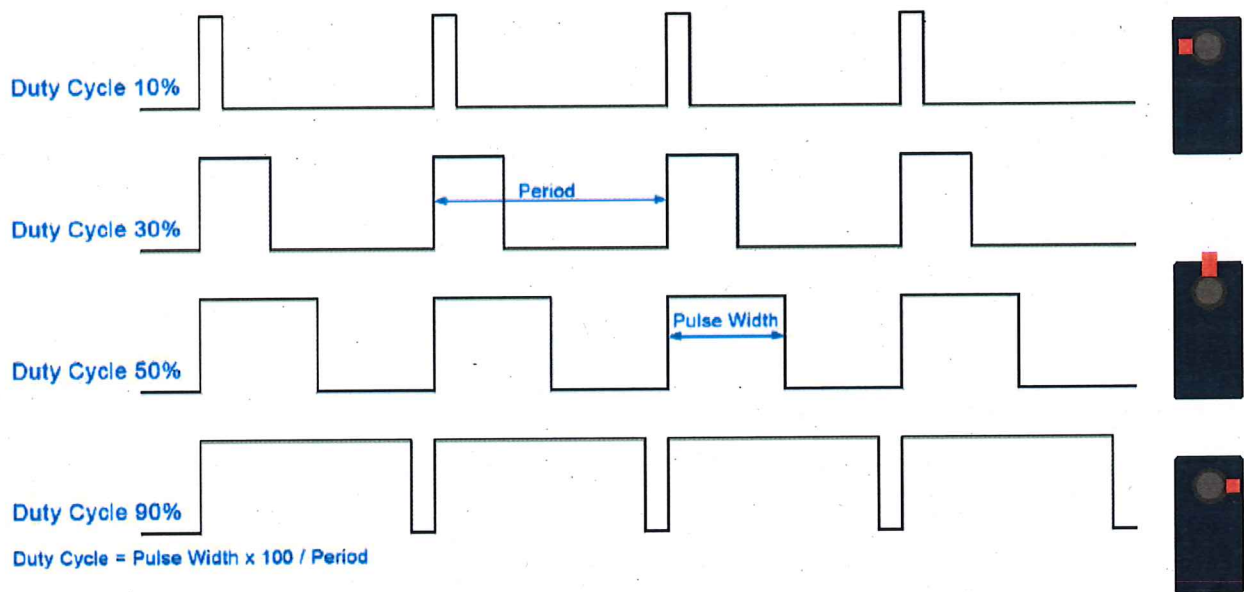 Duty Cycle 10%
Period
Duty Cycle 30%
Pulse Width
Duty Cycle 50%
Duty Cycle 90%
Duty Cycle = Pulse Width x 100 / Period